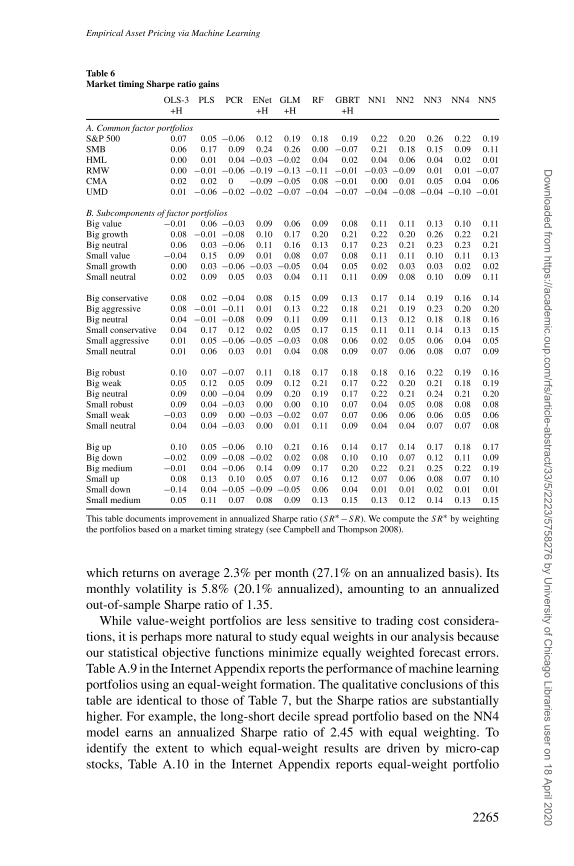 Empirical Asset Pricing via Machine Learning
Table 6
Market timing Sharpe ratio gains
OLS-3 PLS PCR ENet GLM RF GBRT NN1 NN2 NN3 NN4 NN5
+H +H +H +H
A. Common factor portfolios
S&P 500 0.07 0.05 −0.06 0.12 0.19 0.18 0.19 0.22 0.20 0.26 0.22 0.19
SMB 0.06 0.17 0.09 0.24 0.26 0.00 −0.07 0.21 0.18 0.15 0.09 0.11
HML 0.00 0.01 0.04 −0.03 −0.02 0.04 0.02 0.04 0.06 0.04 0.02 0.01
RMW 0.00 −0.01 −0.06 −0.19 −0.13 −0.11 −0.01 −0.03 −0.09 0.01 0.01 −0.07
CMA 0.02 0.02 0 −0.09 −0.05 0.08 −0.01 0.00 0.01 0.05 0.04 0.06
UMD 0.01 −0.06 −0.02 −0.02 −0.07 −0.04 −0.07 −0.04 −0.08 −0.04 −0.10 −0.01
B. Subcomponents of factor portfolios
Big value −0.01 0.06 −0.03 0.09 0.06 0.09 0.08 0.11 0.11 0.13 0.10 0.11
Big growth 0.08 −0.01 −0.08 0.10 0.17 0.20 0.21 0.22 0.20 0.26 0.22 0.21
Big neutral 0.06 0.03 −0.06 0.11 0.16 0.13 0.17 0.23 0.21 0.23 0.23 0.21
Small value −0.04 0.15 0.09 0.01 0.08 0.07 0.08 0.11 0.11 0.10 0.11 0.13
Small growth 0.00 0.03 −0.06 −0.03 −0.05 0.04 0.05 0.02 0.03 0.03 0.02 0.02
Small neutral 0.02 0.09 0.05 0.03 0.04 0.11 0.11 0.09 0.08 0.10 0.09 0.11
Big conservative 0.08 0.02 −0.04 0.08 0.15 0.09 0.13 0.17 0.14 0.19 0.16 0.14
Big aggressive 0.08 −0.01 −0.11 0.01 0.13 0.22 0.18 0.21 0.19 0.23 0.20 0.20
Big neutral 0.04 −0.01 −0.08 0.09 0.11 0.09 0.11 0.13 0.12 0.18 0.18 0.16
Small conservative 0.04 0.17 0.12 0.02 0.05 0.17 0.15 0.11 0.11 0.14 0.13 0.15
Small aggressive 0.01 0.05 −0.06 −0.05 −0.03 0.08 0.06 0.02 0.05 0.06 0.04 0.05
Small neutral 0.01 0.06 0.03 0.01 0.04 0.08 0.09 0.07 0.06 0.08 0.07 0.09
Big robust 0.10 0.07 −0.07 0.11 0.18 0.17 0.18 0.18 0.16 0.22 0.19 0.16
Big weak 0.05 0.12 0.05 0.09 0.12 0.21 0.17 0.22 0.20 0.21 0.18 0.19
Big neutral 0.09 0.00 −0.04 0.09 0.20 0.19 0.17 0.22 0.21 0.24 0.21 0.20
Small robust 0.09 0.04 −0.03 0.00 0.00 0.10 0.07 0.04 0.05 0.08 0.08 0.08
Small weak −0.03 0.09 0.00 −0.03 −0.02 0.07 0.07 0.06 0.06 0.06 0.05 0.06
Small neutral 0.04 0.04 −0.03 0.00 0.01 0.11 0.09 0.04 0.04 0.07 0.07 0.08
Big up 0.10 0.05 −0.06 0.10 0.21 0.16 0.14 0.17 0.14 0.17 0.18 0.17
Big down −0.02 0.09 −0.08 −0.02 0.02 0.08 0.10 0.10 0.07 0.12 0.11 0.09
Big medium −0.01 0.04 −0.06 0.14 0.09 0.17 0.20 0.22 0.21 0.25 0.22 0.19
Small up 0.08 0.13 0.10 0.05 0.07 0.16 0.12 0.07 0.06 0.08 0.07 0.10
Small down −0.14 0.04 −0.05 −0.09 −0.05 0.06 0.04 0.01 0.01 0.02 0.01 0.01
Small medium 0.05 0.11 0.07 0.08 0.09 0.13 0.15 0.13 0.12 0.14 0.13 0.15
This table documents improvement in annualized Sharpe ratio (SR*−SR). We compute the SR* by weighting
the portfolios based on a market timing strategy (see Campbell and Thompson 2008).
which returns on average 2.3% per month (27.1% on an annualized basis). Its
monthly volatility is 5.8% (20.1% annualized), amounting to an annualized
out-of-sample Sharpe ratio of 1.35.
While value-weight portfolios are less sensitive to trading cost considera-
tions, it is perhaps more natural to study equal weights in our analysis because
our statistical objective functions minimize equally weighted forecast errors.
Table A.9 in the Internet Appendix reports the performance of machine learning
portfolios using an equal-weight formation. The qualitative conclusions of this
table are identical to those of Table 7, but the Sharpe ratios are substantially
higher. For example, the long-short decile spread portfolio based on the NN4
model earns an annualized Sharpe ratio of 2.45 with equal weighting. To
identify the extent to which equal-weight results are driven by micro-cap
stocks, Table A.10 in the Internet Appendix reports equal-weight portfolio
2265
Downloaded from https://academic.oup.com/rfs/article-abstract/33/5/2223/5758276 by University of Chicago Libraries user on 18 April 2020